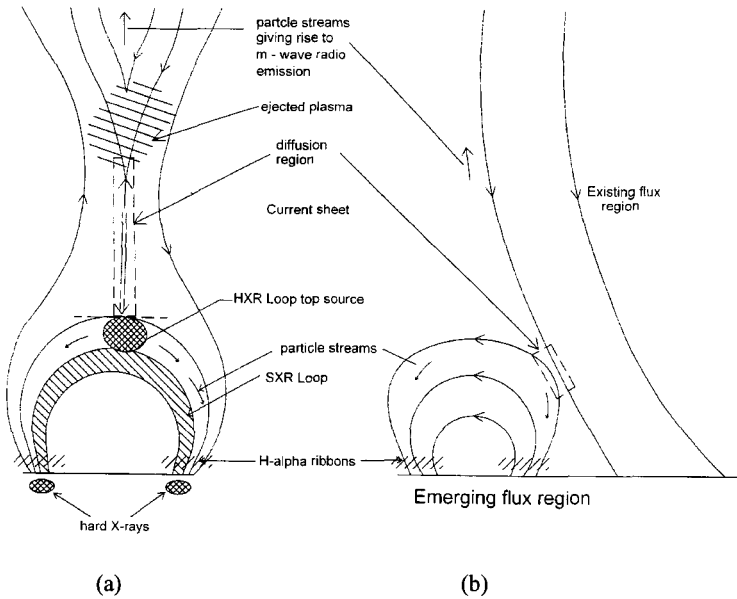 partcle streams
giving rise to
m - wave radio
emission
ejected plasma
diffusion
region
Current sheet
Existing flux
region
HXR Loop top source
particle streams
SXR Loop
H-alpha ribbons
Emerging flux region
hard X-rays
(a)
(b)